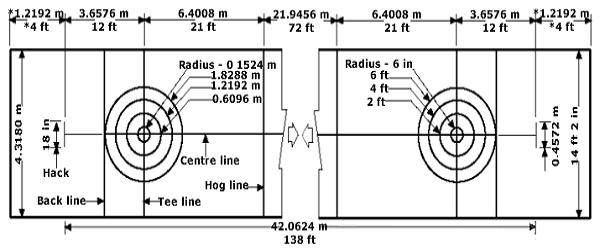 *1.2192 m 3.6576 m 6.4008 m 21.9456 m 6.4008 m 3.6576 m *1.2192 m
*4 ft 12 ft 21 ft 72 ft 21 ft 12 ft *4 ft
Radius - 0 1524 m
1.8288 m
1.2192 m
0.6096 m
Radius - 6 in
6 ft
4 ft
2 ft
4.3180 m
18 in
Hack
Centre line
Hog line
Back line
Tee line
0.4572 m
14 ft 2 in
42.0624 m
138 ft